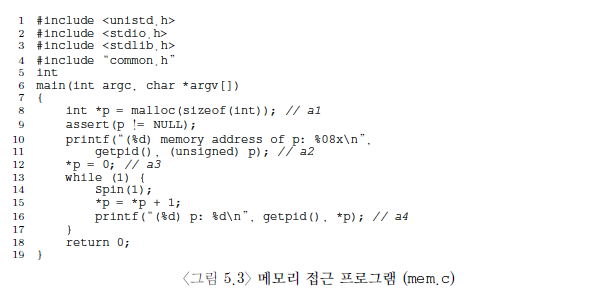 1 #include <unistd.h>
2 #include <stdio.h>
3 #include <stdlib.h>
4 #include "common.h"
5 int
6 main(int argc, char *argv[])
7 {
8 int *p = malloc(sizeof(int)); // a1
9 assert(p != NULL);
10 printf("(%d) memory address of p: %08x\n",
11 getpid(), (unsigned) p); // a2
12 *p = 0; // a3
13 while (1) {
14 Spin(1);
15 *p = *p + 1;
16 printf("(%d) p: %d\n", getpid(), *p); // a4
17 }
18 return 0;
19 }
<그림 5.3> 메모리 접근 프로그램 (mem.c)